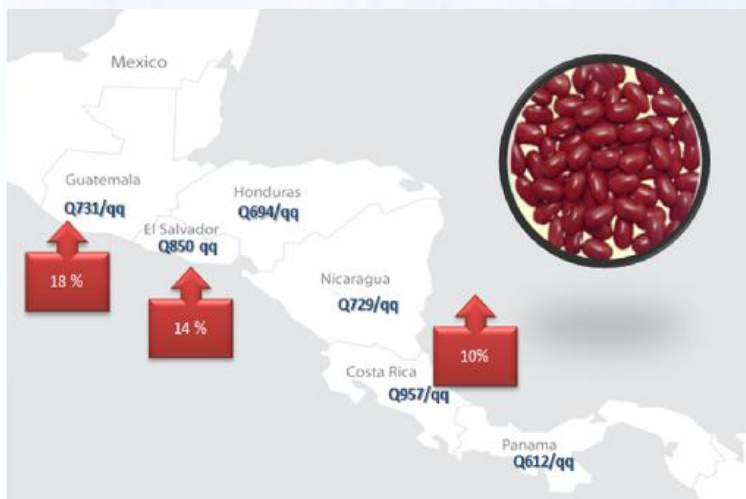 Mexico
Guatemala
Q731/qq
Honduras
Q694/qq
El Salvador
Q850 qq
18 %
14 %
Nicaragua
Q729/qq
10%
Costa Rica
Q957/qq
Panama
Q612/qq